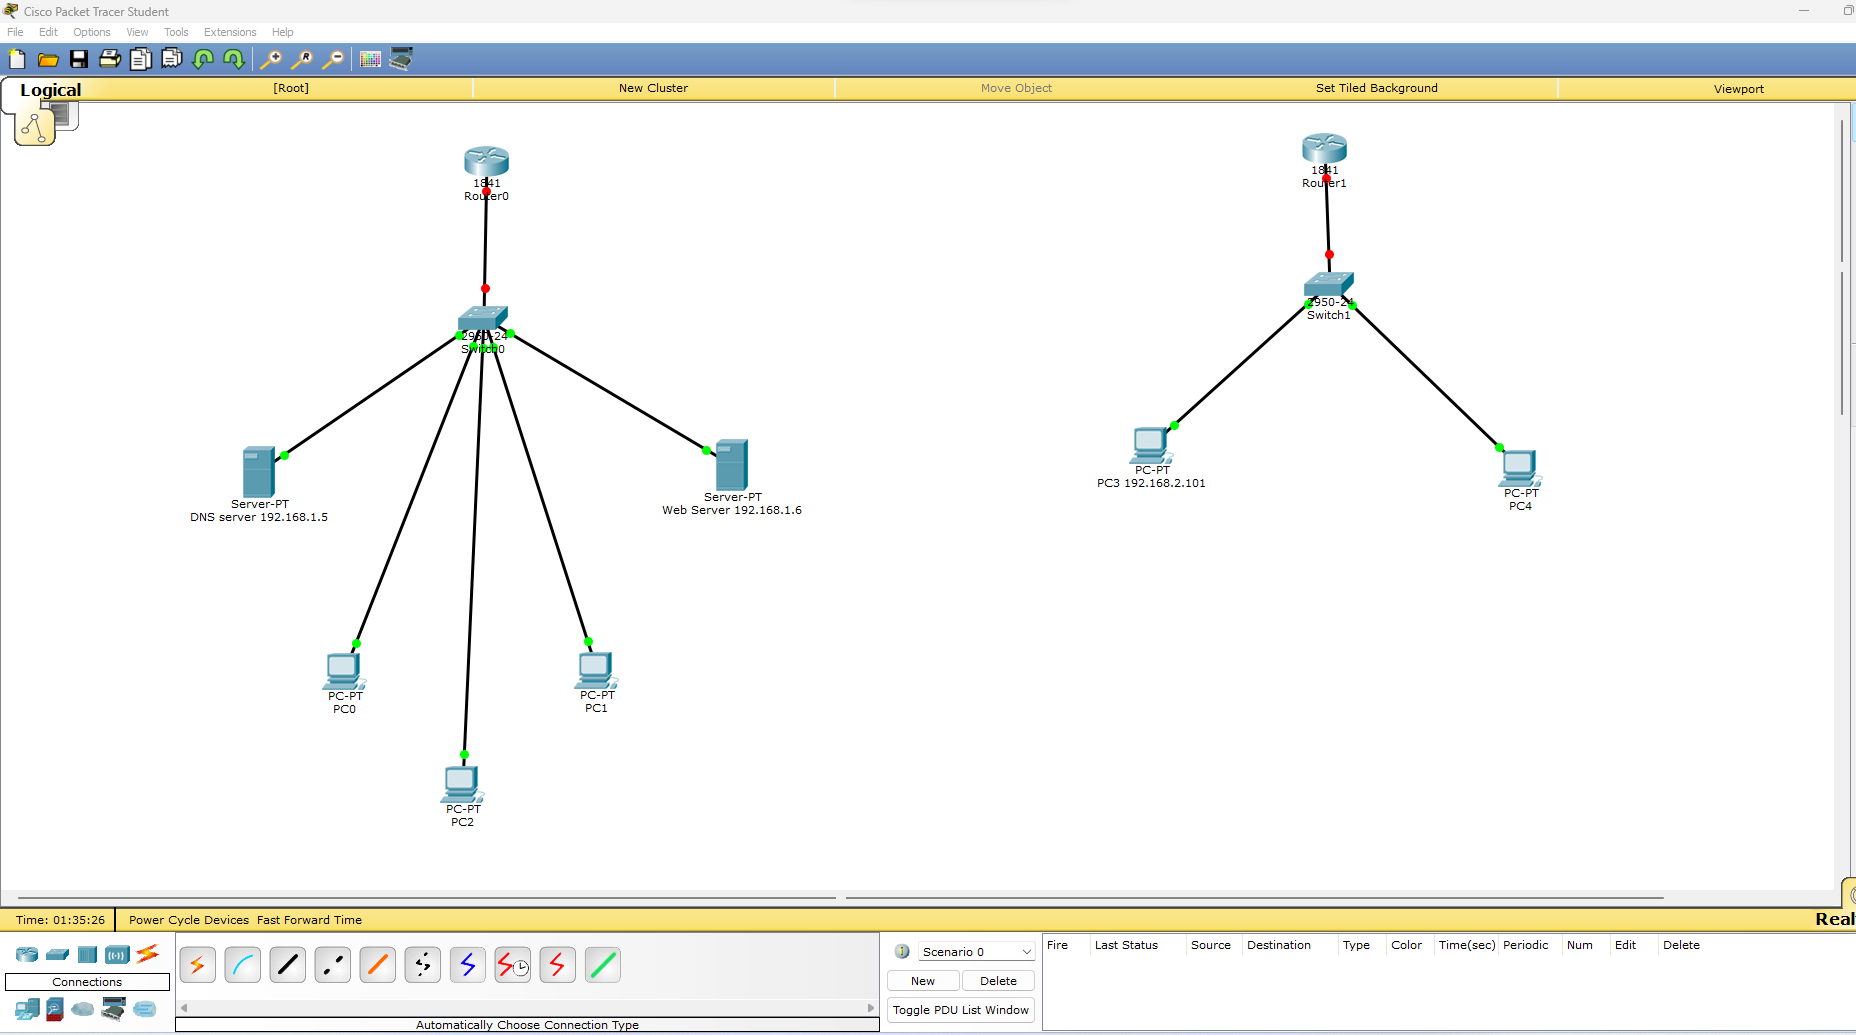 Cisco Packet Tracer Student
File Edit Options View Tools Extensions Help
Logical [Root] New Cluster Move Object Set Tiled Background Viewport
1841
Router0
1841
Router1
2950-24
Switch0
2950-24
Switch1
Server-PT
DNS server 192.168.1.5
Server-PT
Web Server 192.168.1.6
PC-PT
PC3 192.168.2.101
PC-PT
PC4
PC-PT
PC0
PC-PT
PC1
PC-PT
PC2
Time: 01:35:26 Power Cycle Devices Fast Forward Time Real
Connections
Automatically Choose Connection Type
Scenario 0
New Delete
Toggle PDU List Window
Fire Last Status Source Destination Type Color Time(sec) Periodic Num Edit Delete